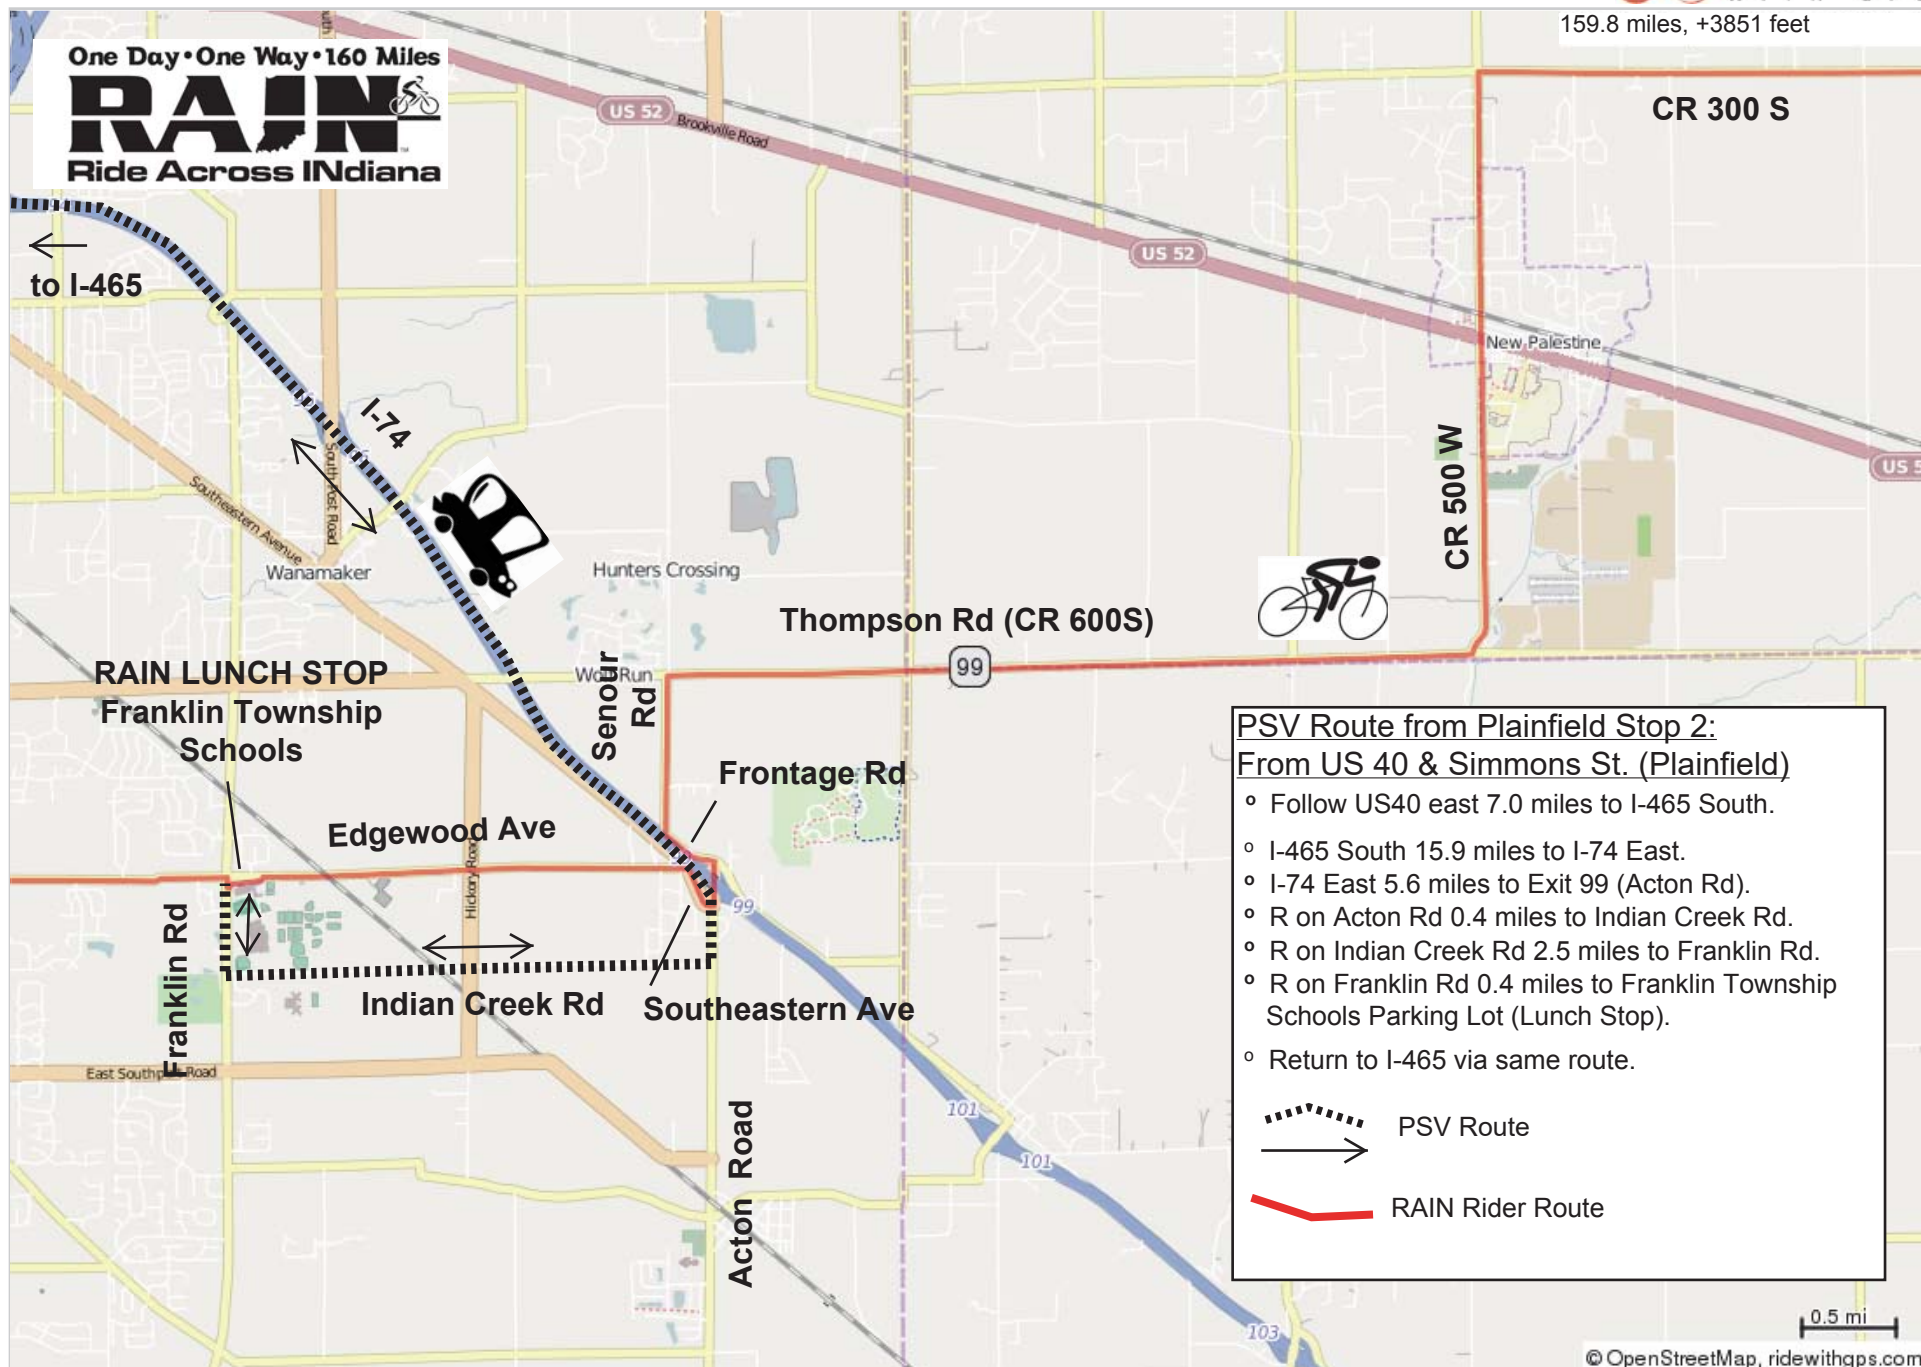 159.8 miles, +3851 feet
One Day•One Way•160 Miles
RAIN
Ride Across INdiana
US 52
Brookville Road
CR 300 S
94
to I-465
US 52
New Palestine
I-74
US 5
CR 500 W
South Post Road
Southeastern Avenue
Wanamaker
Hunters Crossing
Thompson Rd (CR 600S)
99
Wolf Run
Senour
Rd
RAIN LUNCH STOP
Franklin Township
Schools
Frontage Rd
Edgewood Ave
Hickory Road
99
Franklin Rd
Indian Creek Rd
Southeastern Ave
East Southport Road
Acton Road
101
101
103
PSV Route from Plainfield Stop 2:
From US 40 & Simmons St. (Plainfield)
º Follow US40 east 7.0 miles to I-465 South.
º I-465 South 15.9 miles to I-74 East.
º I-74 East 5.6 miles to Exit 99 (Acton Rd).
º R on Acton Rd 0.4 miles to Indian Creek Rd.
º R on Indian Creek Rd 2.5 miles to Franklin Rd.
º R on Franklin Rd 0.4 miles to Franklin Township
Schools Parking Lot (Lunch Stop).
º Return to I-465 via same route.
PSV Route
RAIN Rider Route
0.5 mi
© OpenStreetMap, ridewithgps.com